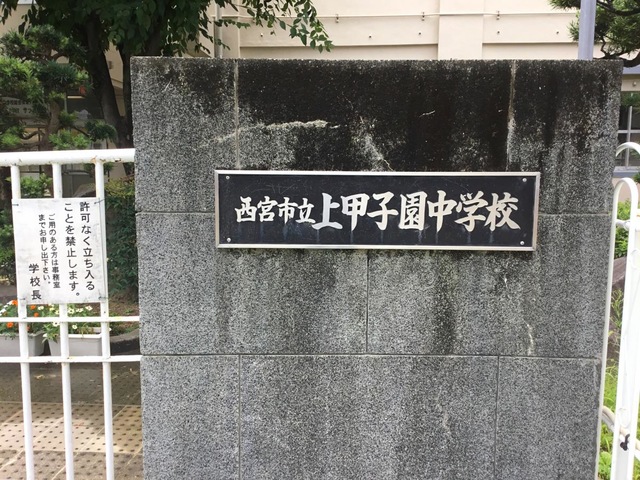 西宮市立上甲子園中学校
許可なく立ち入る
ことを禁止します。
ご用のある方は事務室
までお申し出下さい。
学校長